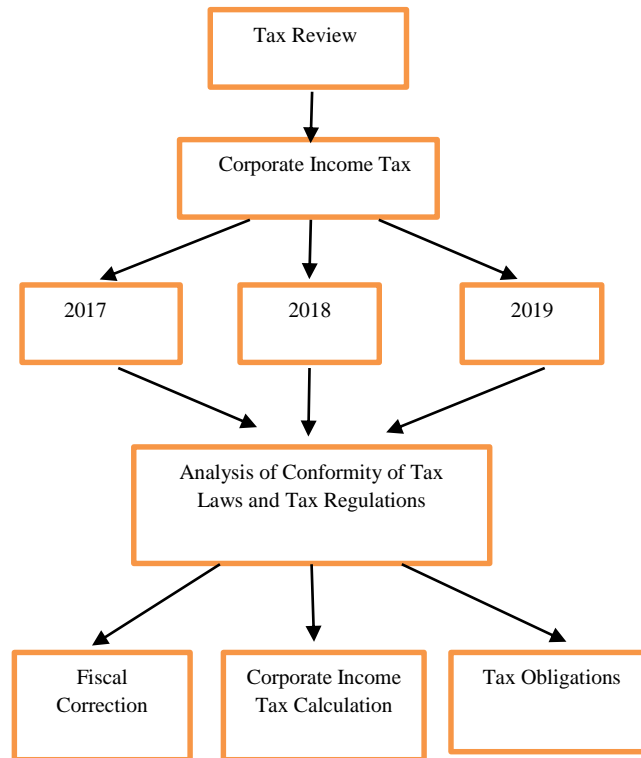 Tax Review
Corporate Income Tax
2017
2018
2019
Analysis of Conformity of Tax
Laws and Tax Regulations
Fiscal
Correction
Corporate Income
Tax Calculation
Tax Obligations